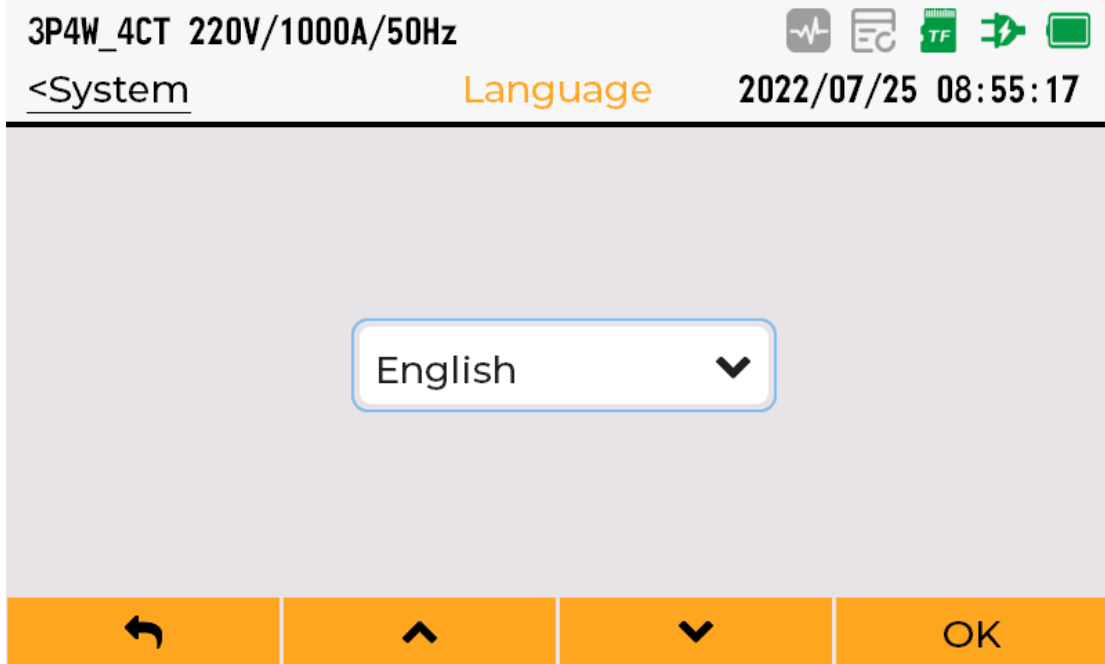 3P4W_4CT 220V/1000A/50Hz
TF
<System
Language
2022/07/25 08:55:17
English
OK